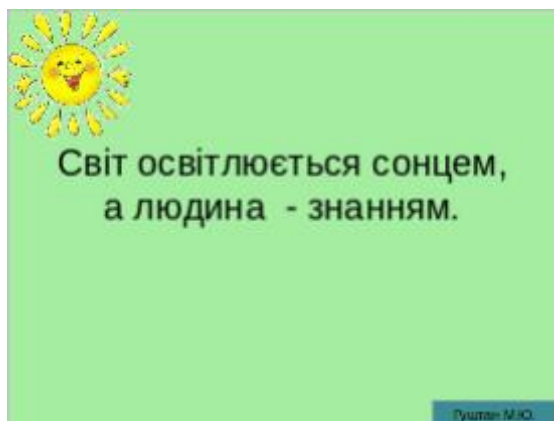 Світ освітлюється сонцем,
а людина - знанням.
М.Ю.